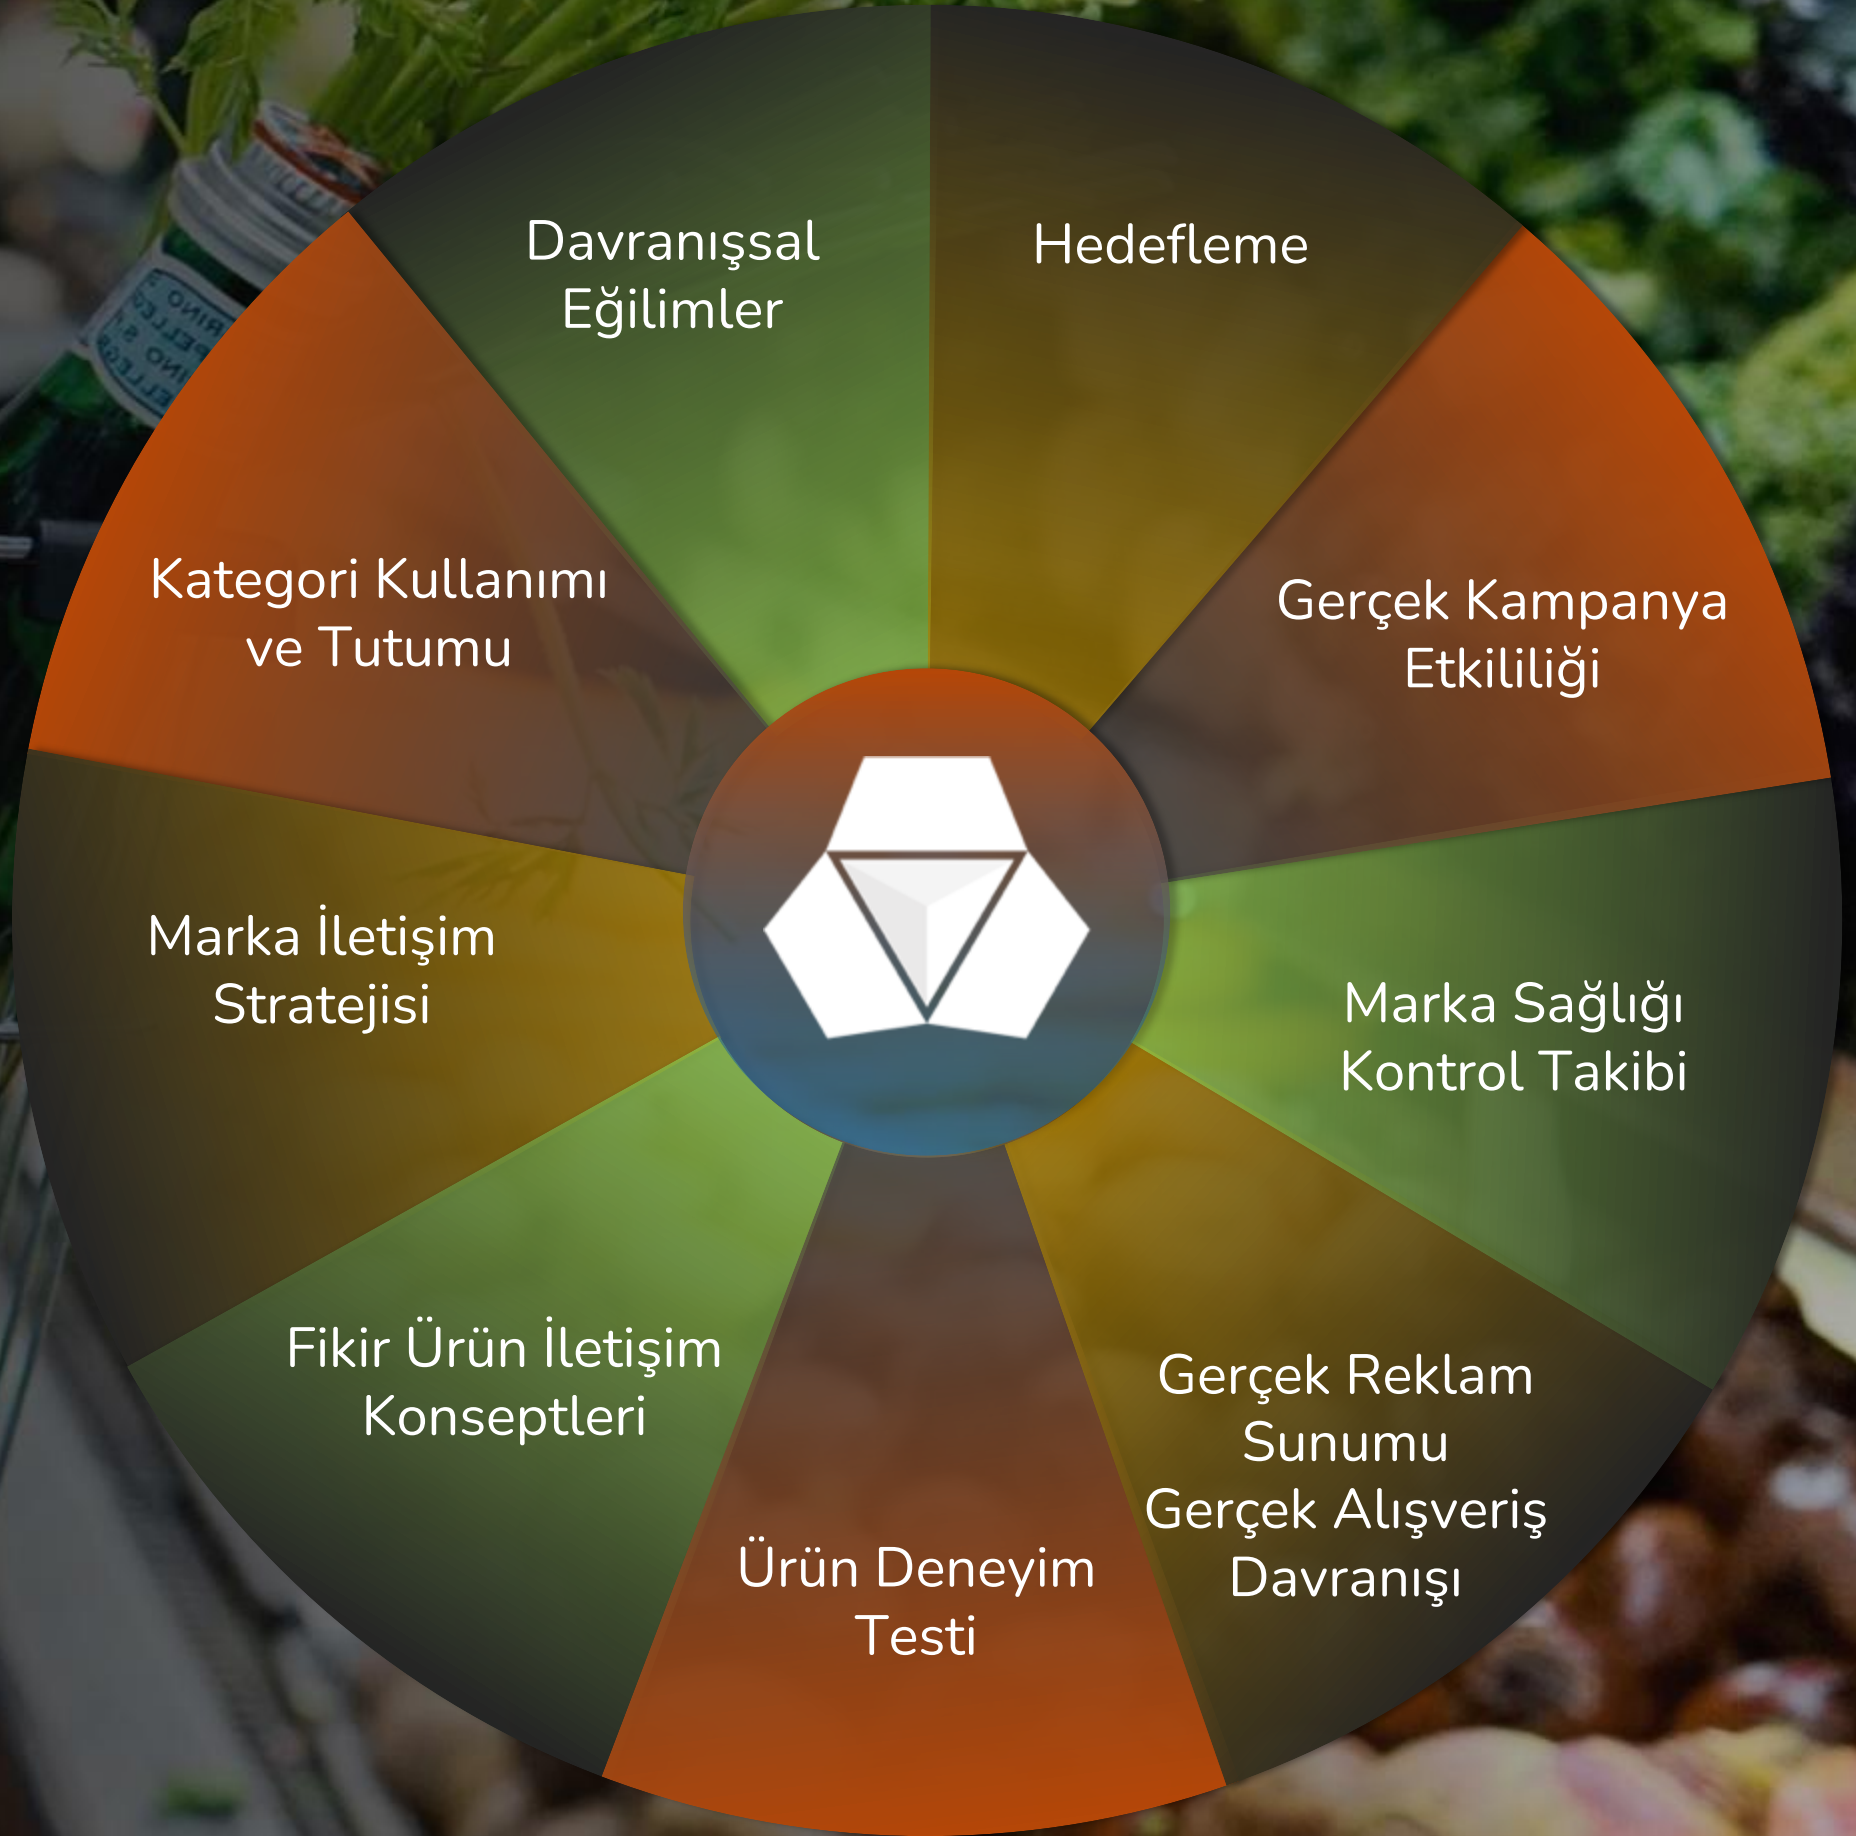 Davranışsal
Eğilimler
Hedefleme
Gerçek Kampanya
Etkililiği
Marka Sağlığı
Kontrol Takibi
Gerçek Reklam
Sunumu
Gerçek Alışveriş
Davranışı
Ürün Deneyim
Testi
Fikir Ürün İletişim
Konseptleri
Marka İletişim
Stratejisi
Kategori Kullanımı
ve Tutumu